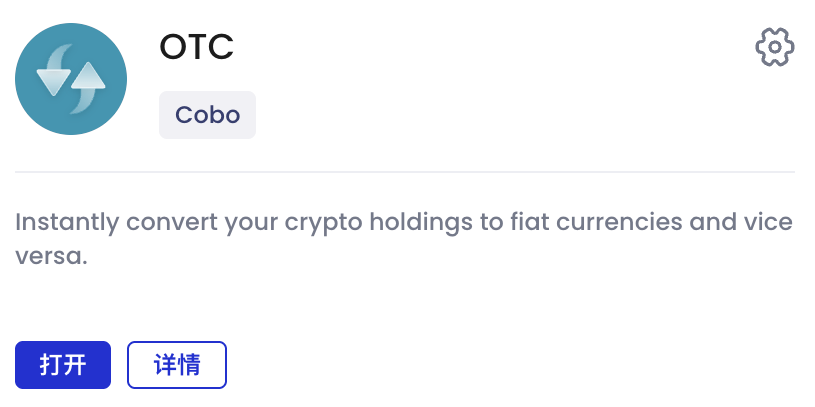 OTC
Cobo
Instantly convert your crypto holdings to fiat currencies and vice
versa.
打开
详情